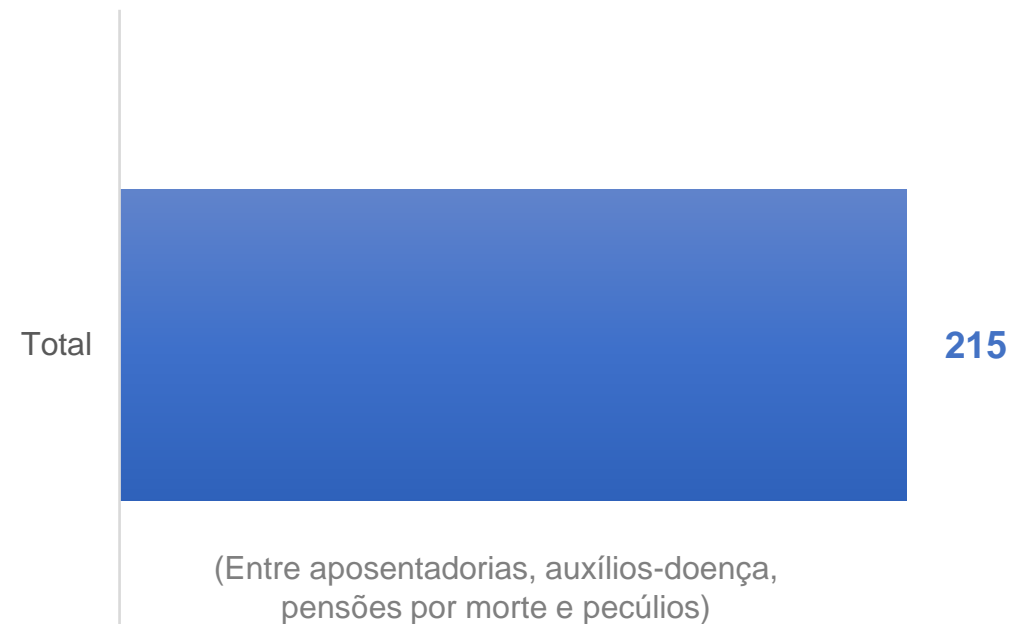 Total
215
(Entre aposentadorias, auxílios-doença,
pensões por morte e pecúlios)